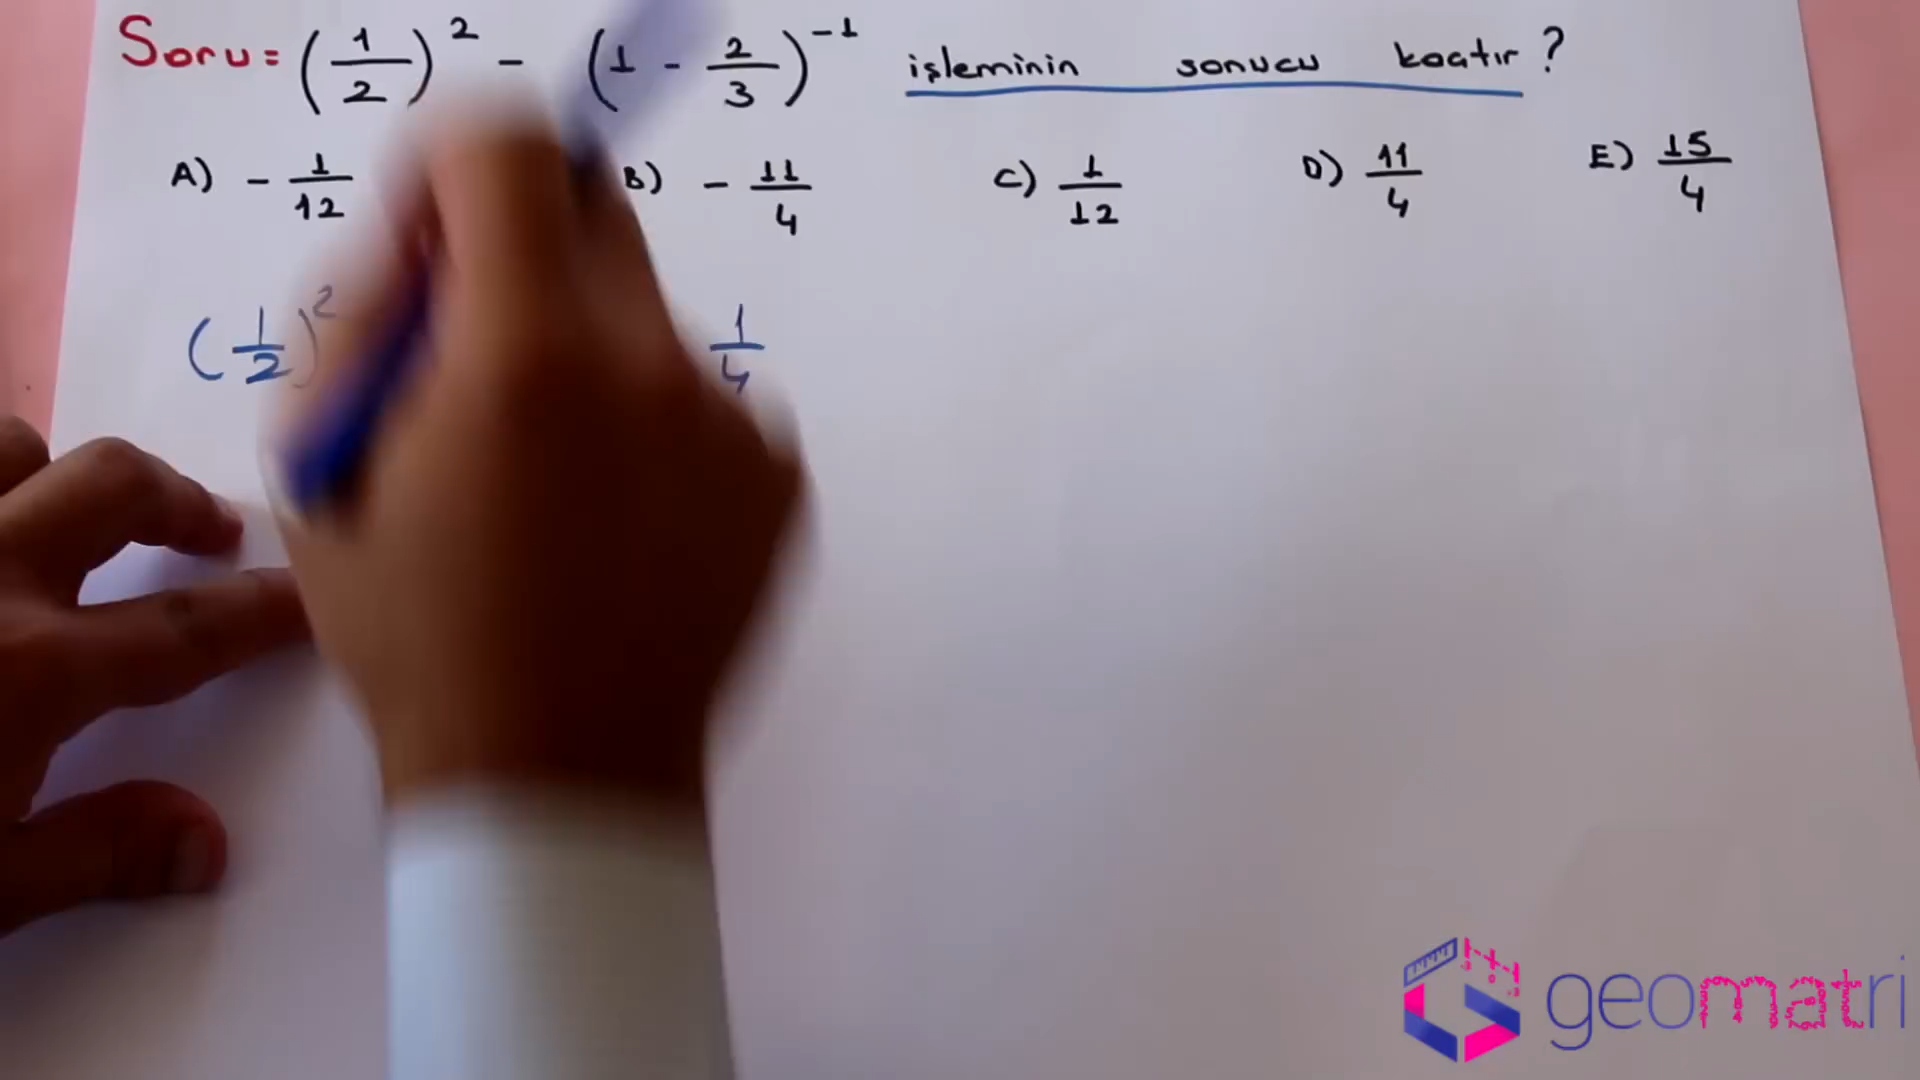 Soru = (1/2)² - (1 - 2/3)⁻¹ işleminin sonucu kaçtır ?
A) - 1/12 B) - 11/4 C) 1/12 D) 11/4 E) 15/4
(1/2)² 1/4
geomatri